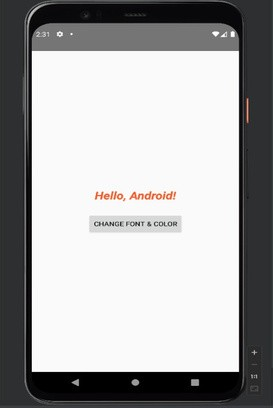 2:31
Hello, Android!
CHANGE FONT & COLOR
1:1